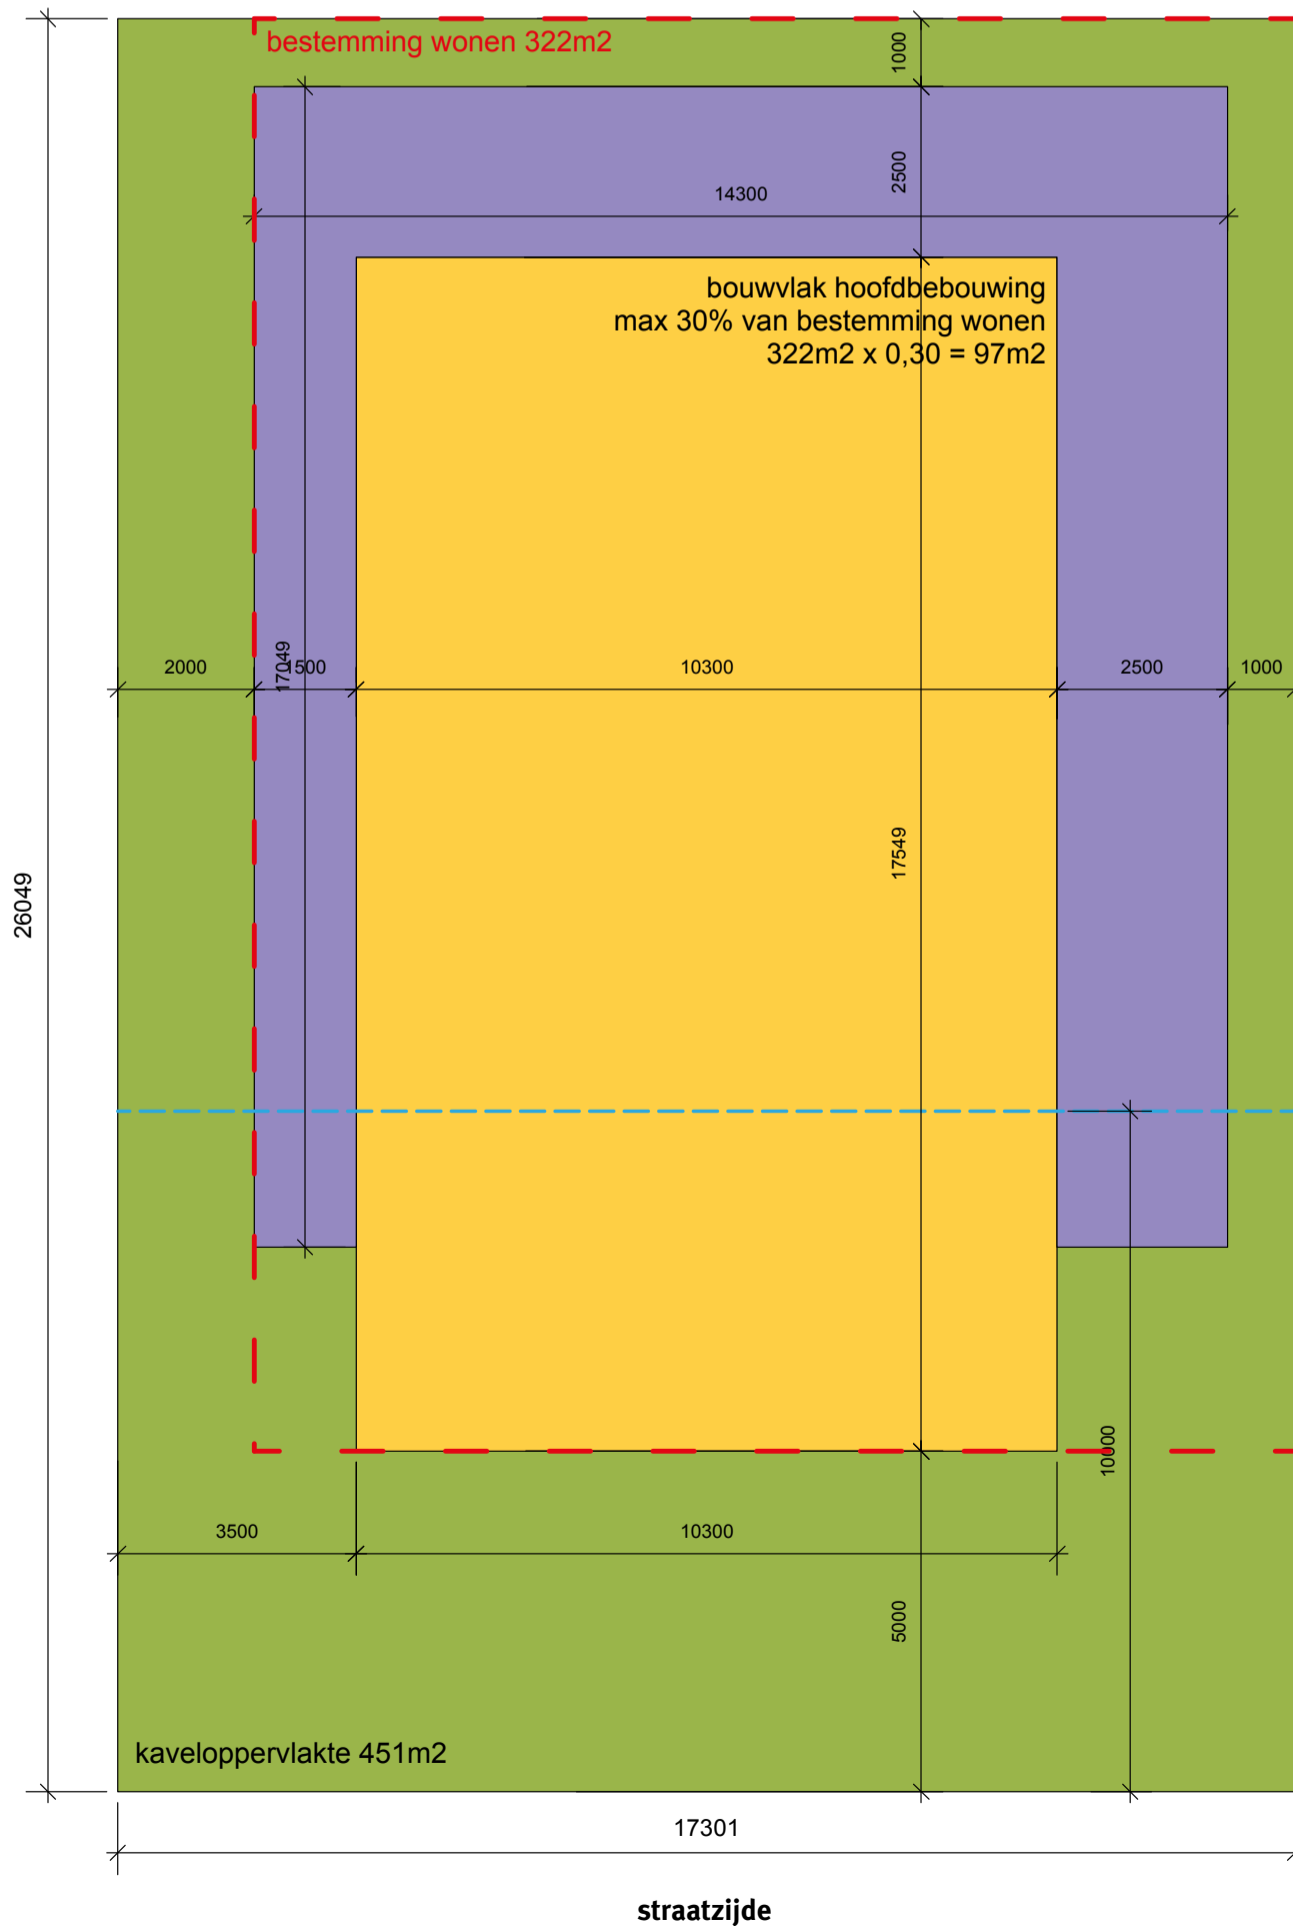 bestemming wonen 322m2
1000
2500
14300
bouwvlak hoofdbebouwing
max 30% van bestemming wonen
322m2 x 0,30 = 97m2
2000
17049
1500
10300
2500
1000
17549
26049
10000
3500
10300
5000
kaveloppervlakte 451m2
17301
straatzijde